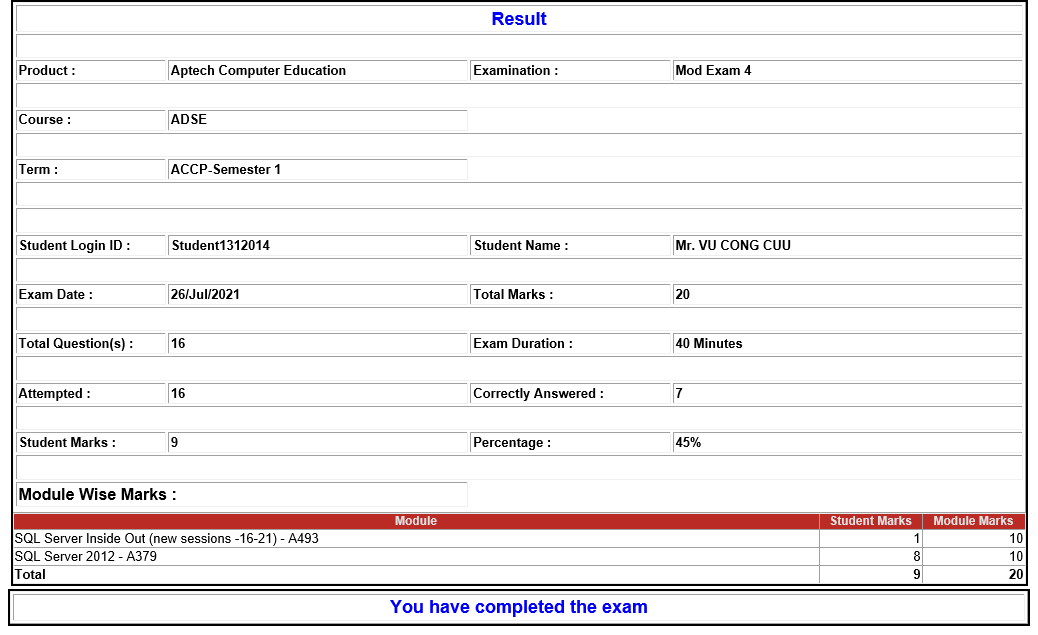 Result
Product : Aptech Computer Education Examination : Mod Exam 4
Course : ADSE
Term : ACCP-Semester 1
Student Login ID : Student1312014 Student Name : Mr. VU CONG CUU
Exam Date : 26/Jul/2021 Total Marks : 20
Total Question(s) : 16 Exam Duration : 40 Minutes
Attempted : 16 Correctly Answered : 7
Student Marks : 9 Percentage : 45%
Module Wise Marks :
Module Student Marks Module Marks
SQL Server Inside Out (new sessions -16-21) - A493 1 10
SQL Server 2012 - A379 8 10
Total 9 20
You have completed the exam